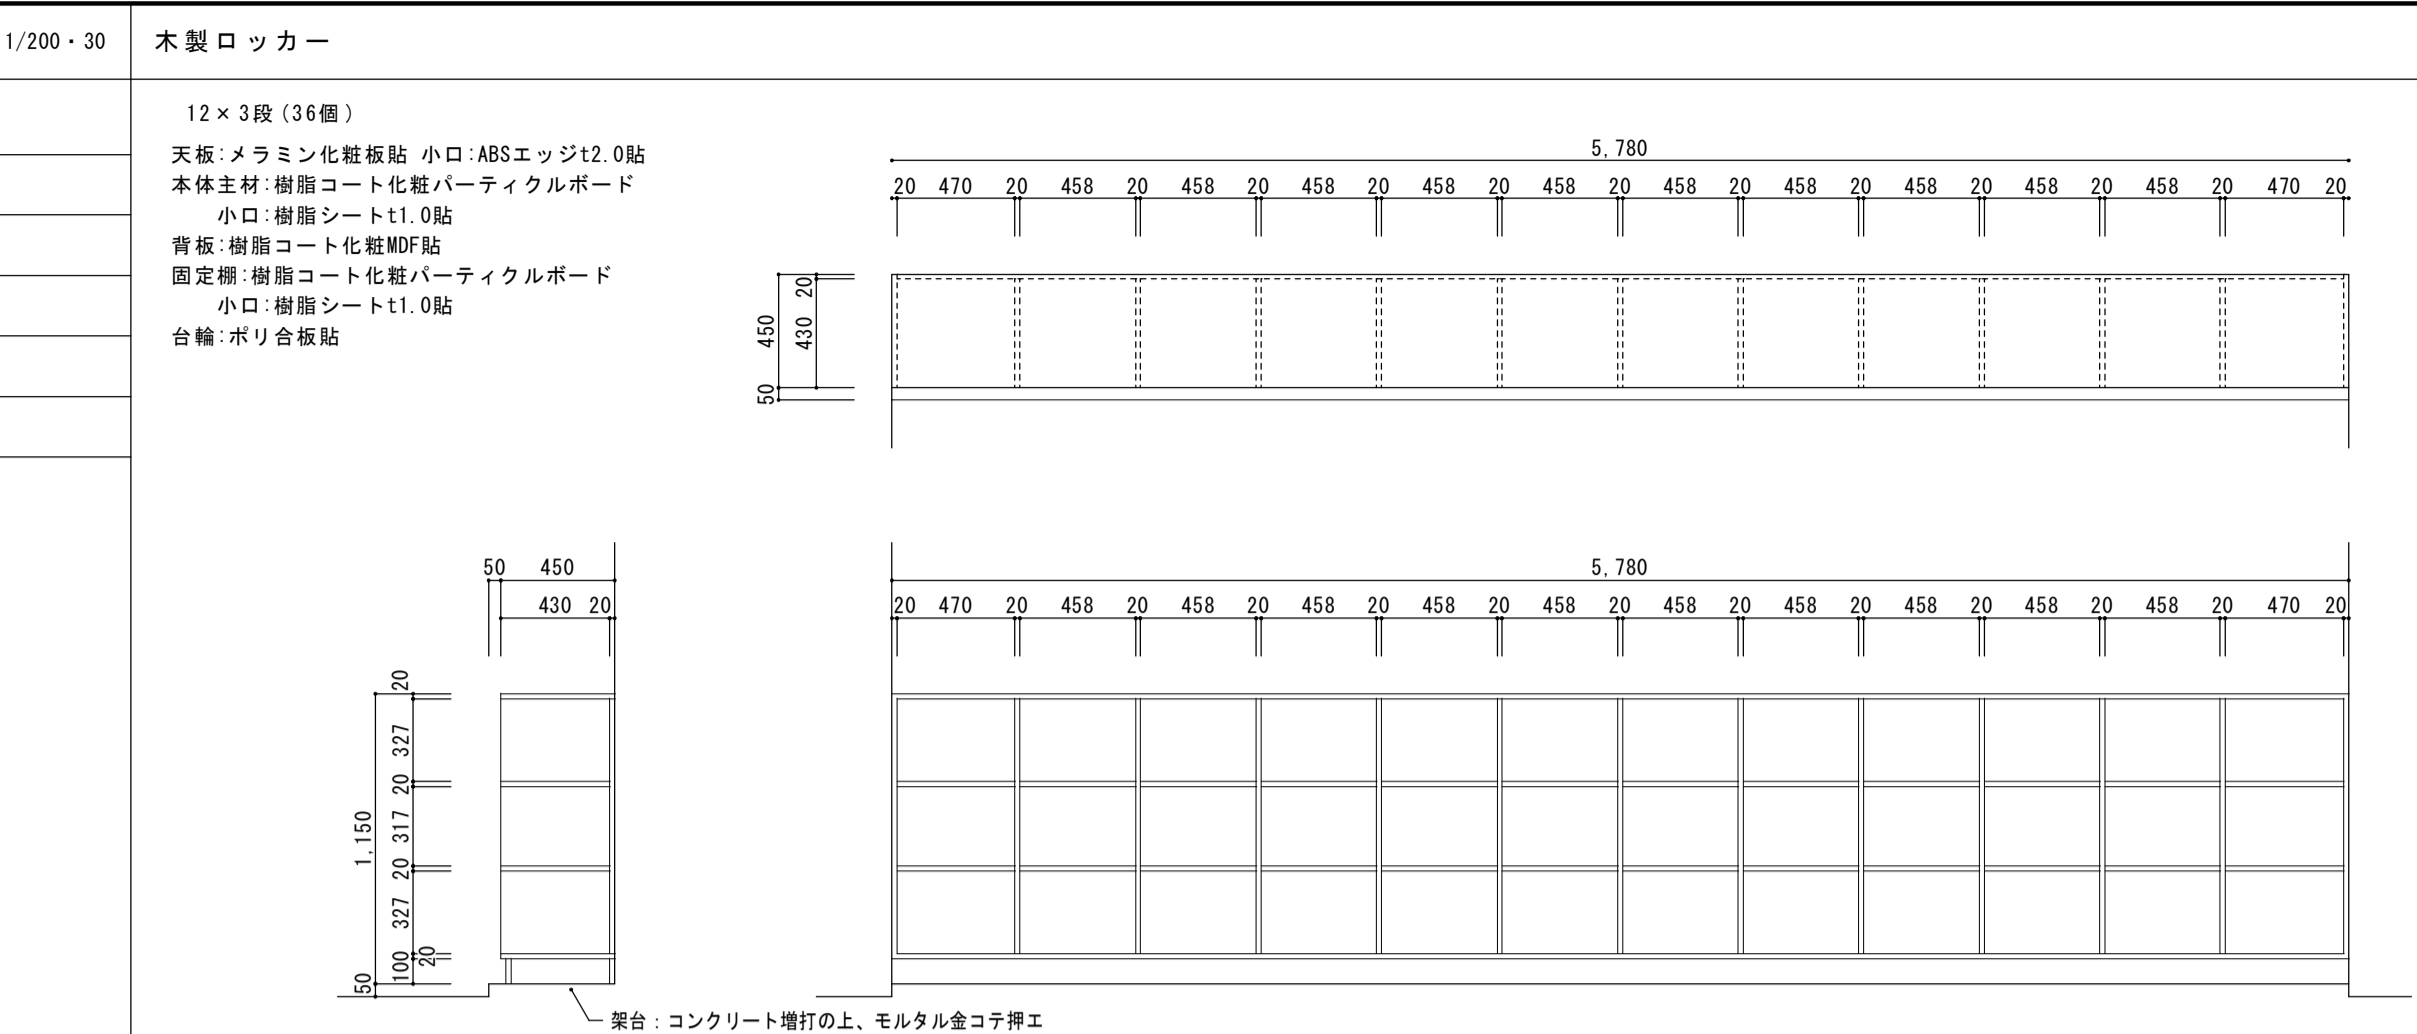 1/200・30
木製ロッカー
12×3段(36個)
天板:メラミン化粧板貼 小口:ABSエッジt2.0貼
本体主材:樹脂コート化粧パーティクルボード
小口:樹脂シートt1.0貼
背板:樹脂コート化粧MDF貼
固定棚:樹脂コート化粧パーティクルボード
小口:樹脂シートt1.0貼
台輪:ポリ合板貼
5,780
20 470 20 458 20 458 20 458 20 458 20 458 20 458 20 458 20 458 20 458 20 458 20 470 20
20
450 430
50
50 450
430 20
5,780
20 470 20 458 20 458 20 458 20 458 20 458 20 458 20 458 20 458 20 458 20 458 20 470 20
20
327
20
1,150 317
20
327
100 20
50
架台:コンクリート増打の上、モルタル金コテ押エ